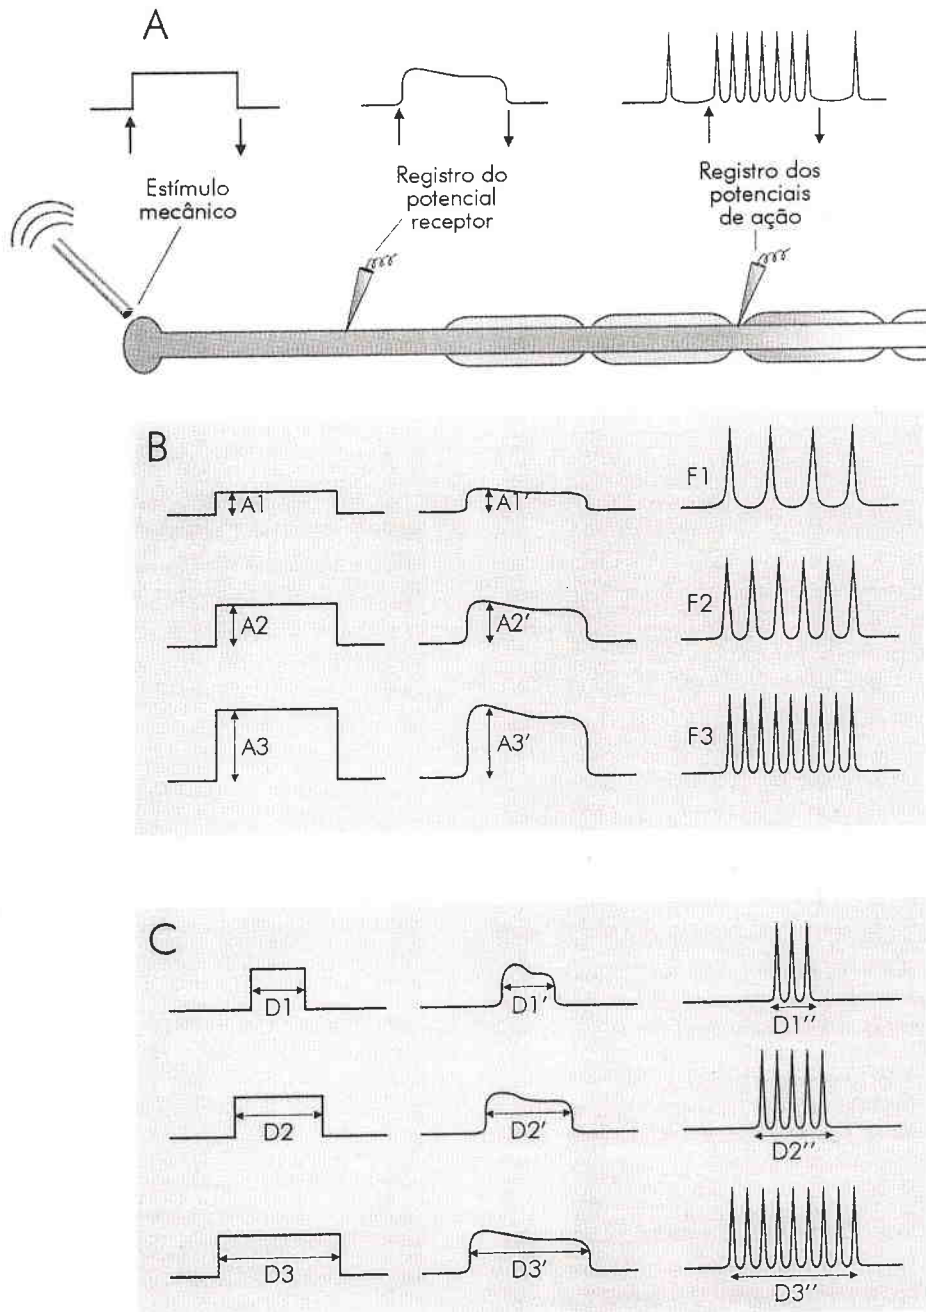 A
Estímulo
mecânico
Registro do
potencial
receptor
Registro dos
potenciais
de ação
B
A1
A1′
F1
A2
A2′
F2
A3
A3′
F3
C
D1
D1′
D1′′
D2
D2′
D2′′
D3
D3′
D3′′